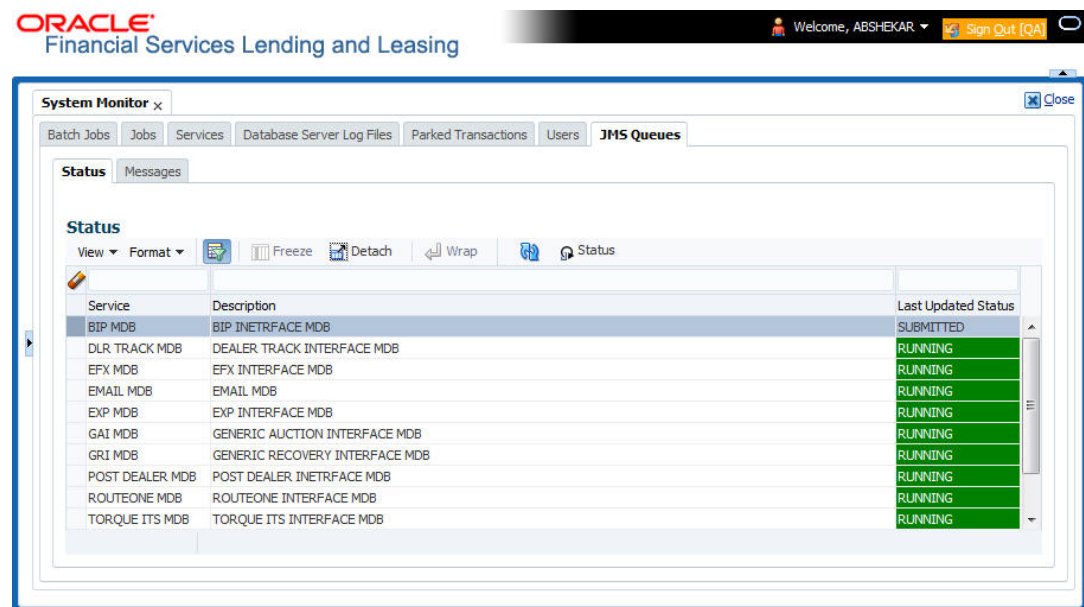 ORACLE®
Financial Services Lending and Leasing
Welcome, ABSHEKAR
Sign Out [QA]
System Monitor x
Close
Batch Jobs Jobs Services Database Server Log Files Parked Transactions Users JMS Queues
Status Messages
Status
View Format Freeze Detach Wrap Status
Service Description Last Updated Status
BIP MDB BIP INETRFACE MDB SUBMITTED
DLR TRACK MDB DEALER TRACK INTERFACE MDB RUNNING
EFX MDB EFX INTERFACE MDB RUNNING
EMAIL MDB EMAIL MDB RUNNING
EXP MDB EXP INTERFACE MDB RUNNING
GAI MDB GENERIC AUCTION INTERFACE MDB RUNNING
GRI MDB GENERIC RECOVERY INTERFACE MDB RUNNING
POST DEALER MDB POST DEALER INETRFACE MDB RUNNING
ROUTEONE MDB ROUTEONE INTERFACE MDB RUNNING
TORQUE ITS MDB TORQUE ITS INTERFACE MDB RUNNING